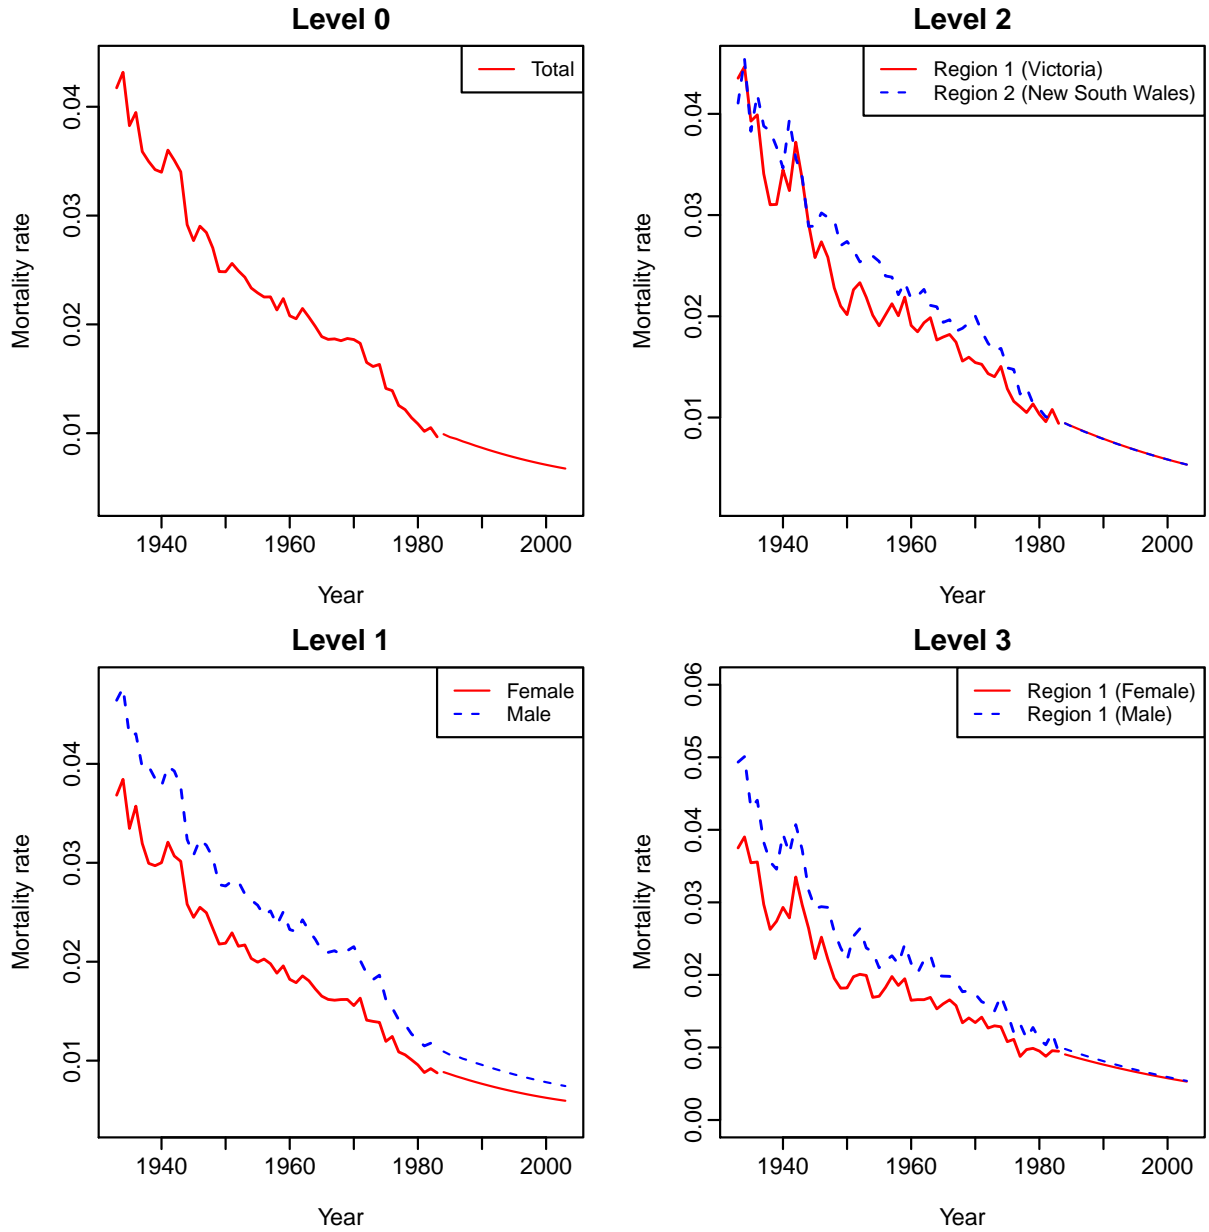 Level 0
Total
Mortality rate
0.04
0.03
0.02
0.01
1940 1960 1980 2000
Year
Level 2
Region 1 (Victoria)
Region 2 (New South Wales)
Mortality rate
0.04
0.03
0.02
0.01
1940 1960 1980 2000
Year
Level 1
Female
Male
Mortality rate
0.04
0.03
0.02
0.01
1940 1960 1980 2000
Year
Level 3
Region 1 (Female)
Region 1 (Male)
Mortality rate
0.06
0.05
0.04
0.03
0.02
0.01
0.00
1940 1960 1980 2000
Year